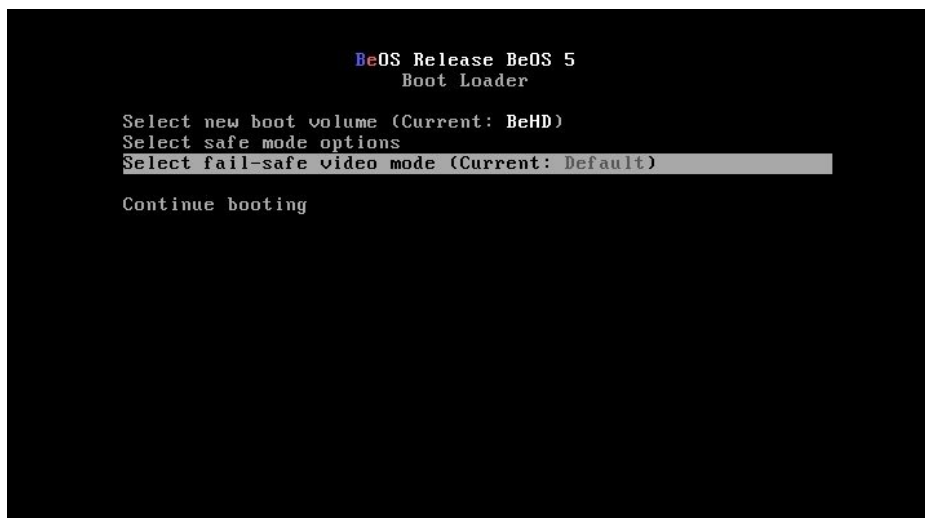 BeOS Release BeOS 5
Boot Loader
Select new boot volume (Current: BeHD)
Select safe mode options
Select fail-safe video mode (Current: Default)
Continue booting